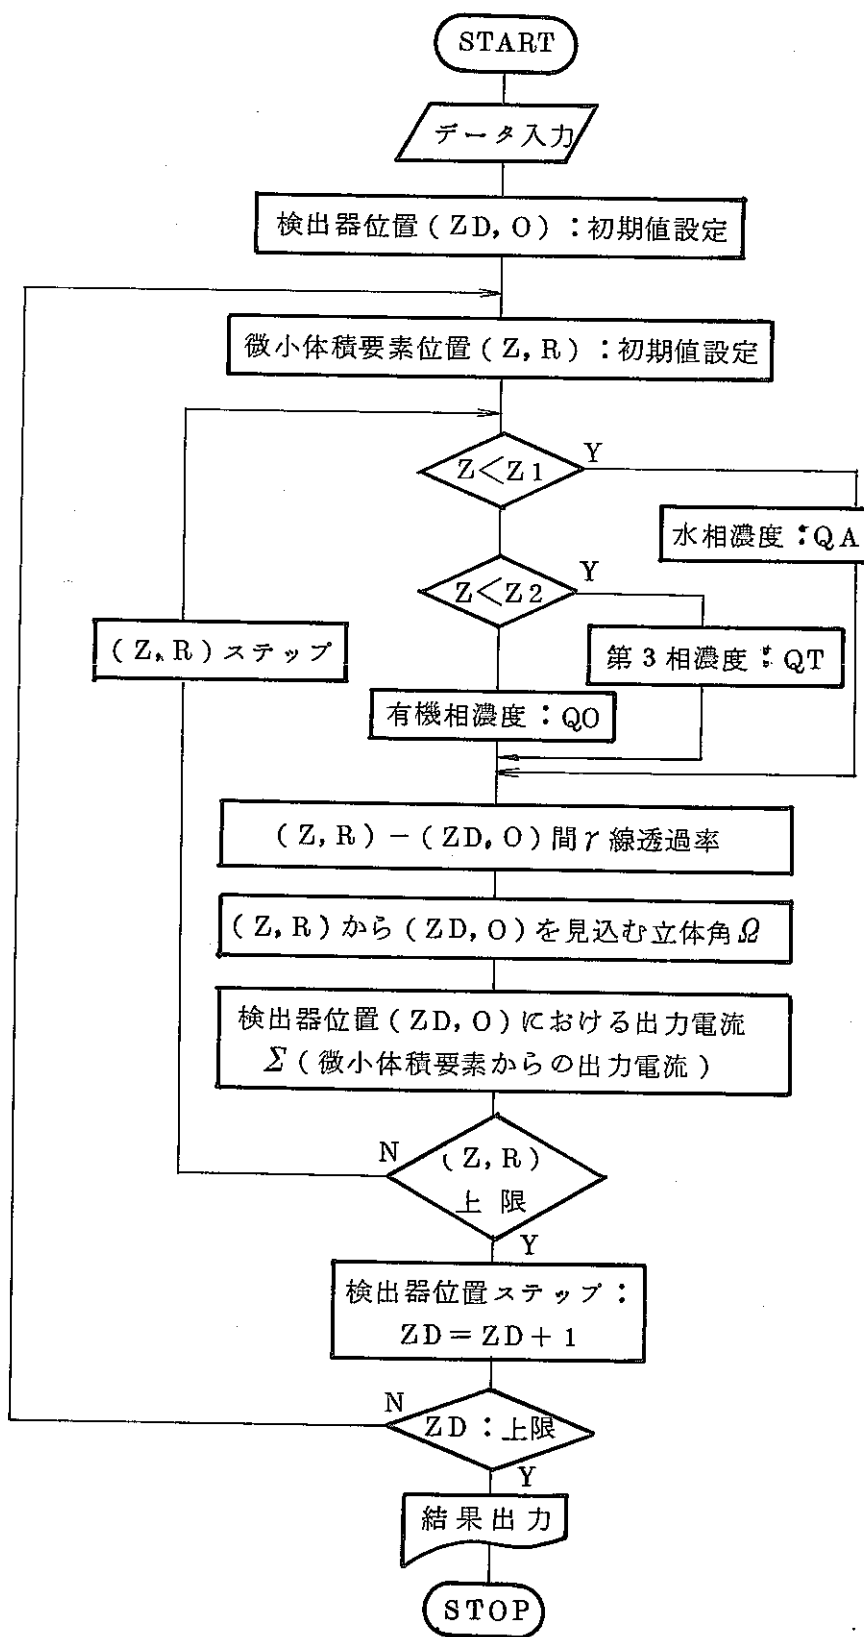 START
データ入力
検出器位置(ZD, O):初期値設定
微小体積要素位置(Z, R):初期値設定
Z<Z1
Y
水相濃度:QA
Z<Z2
Y
(Z, R)ステップ
第3相濃度:QT
有機相濃度:QO
(Z, R)-(ZD, O)間γ線透過率
(Z, R)から(ZD, O)を見込む立体角Ω
検出器位置(ZD, O)における出力電流
Σ(微小体積要素からの出力電流)
N
(Z, R)
上限
Y
検出器位置ステップ:
ZD=ZD+1
N
ZD:上限
Y
結果出力
STOP